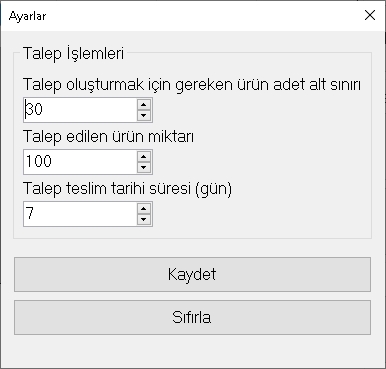 Ayarlar
Talep İşlemleri
Talep oluşturmak için gereken ürün adet alt sınırı
30
Talep edilen ürün miktarı
100
Talep teslim tarihi süresi (gün)
7
Kaydet
Sıfırla